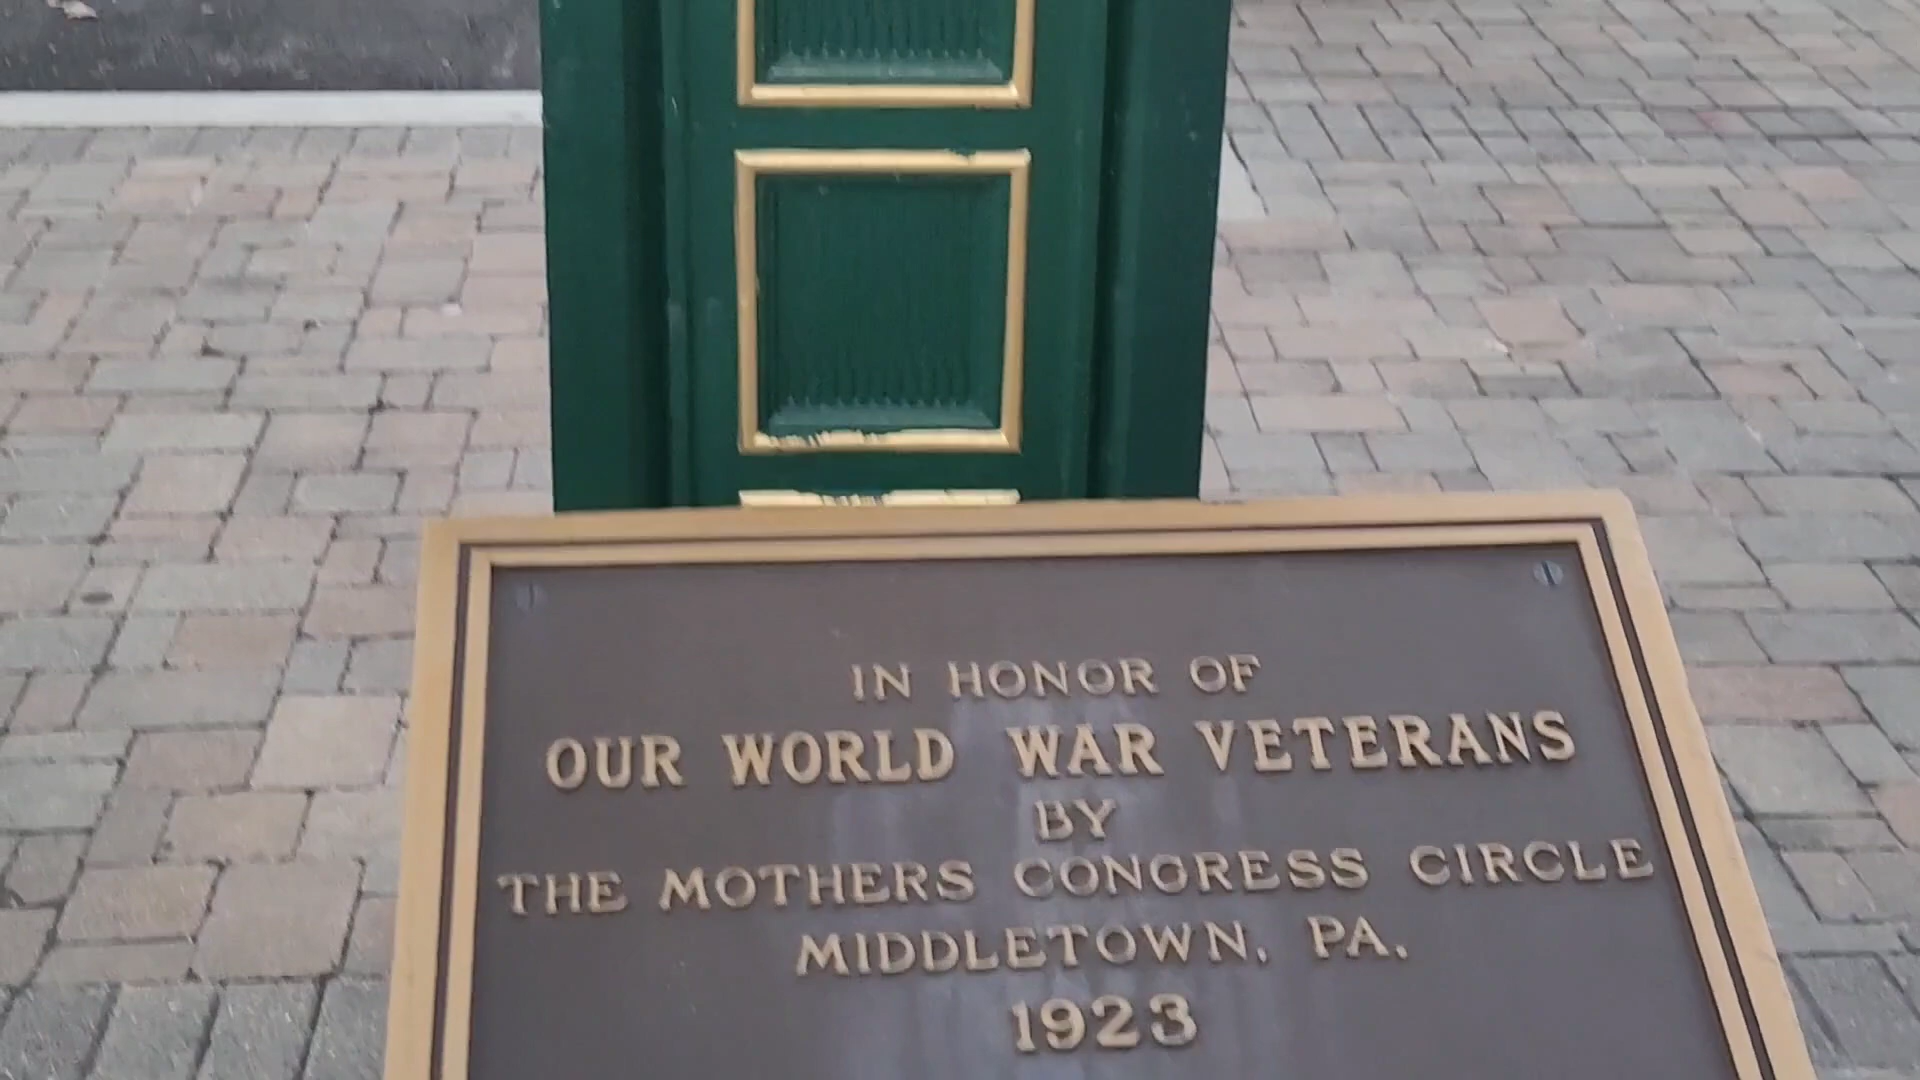 IN HONOR OF
OUR WORLD WAR VETERANS
BY
THE MOTHERS CONGRESS CIRCLE
MIDDLETOWN, PA.
1923